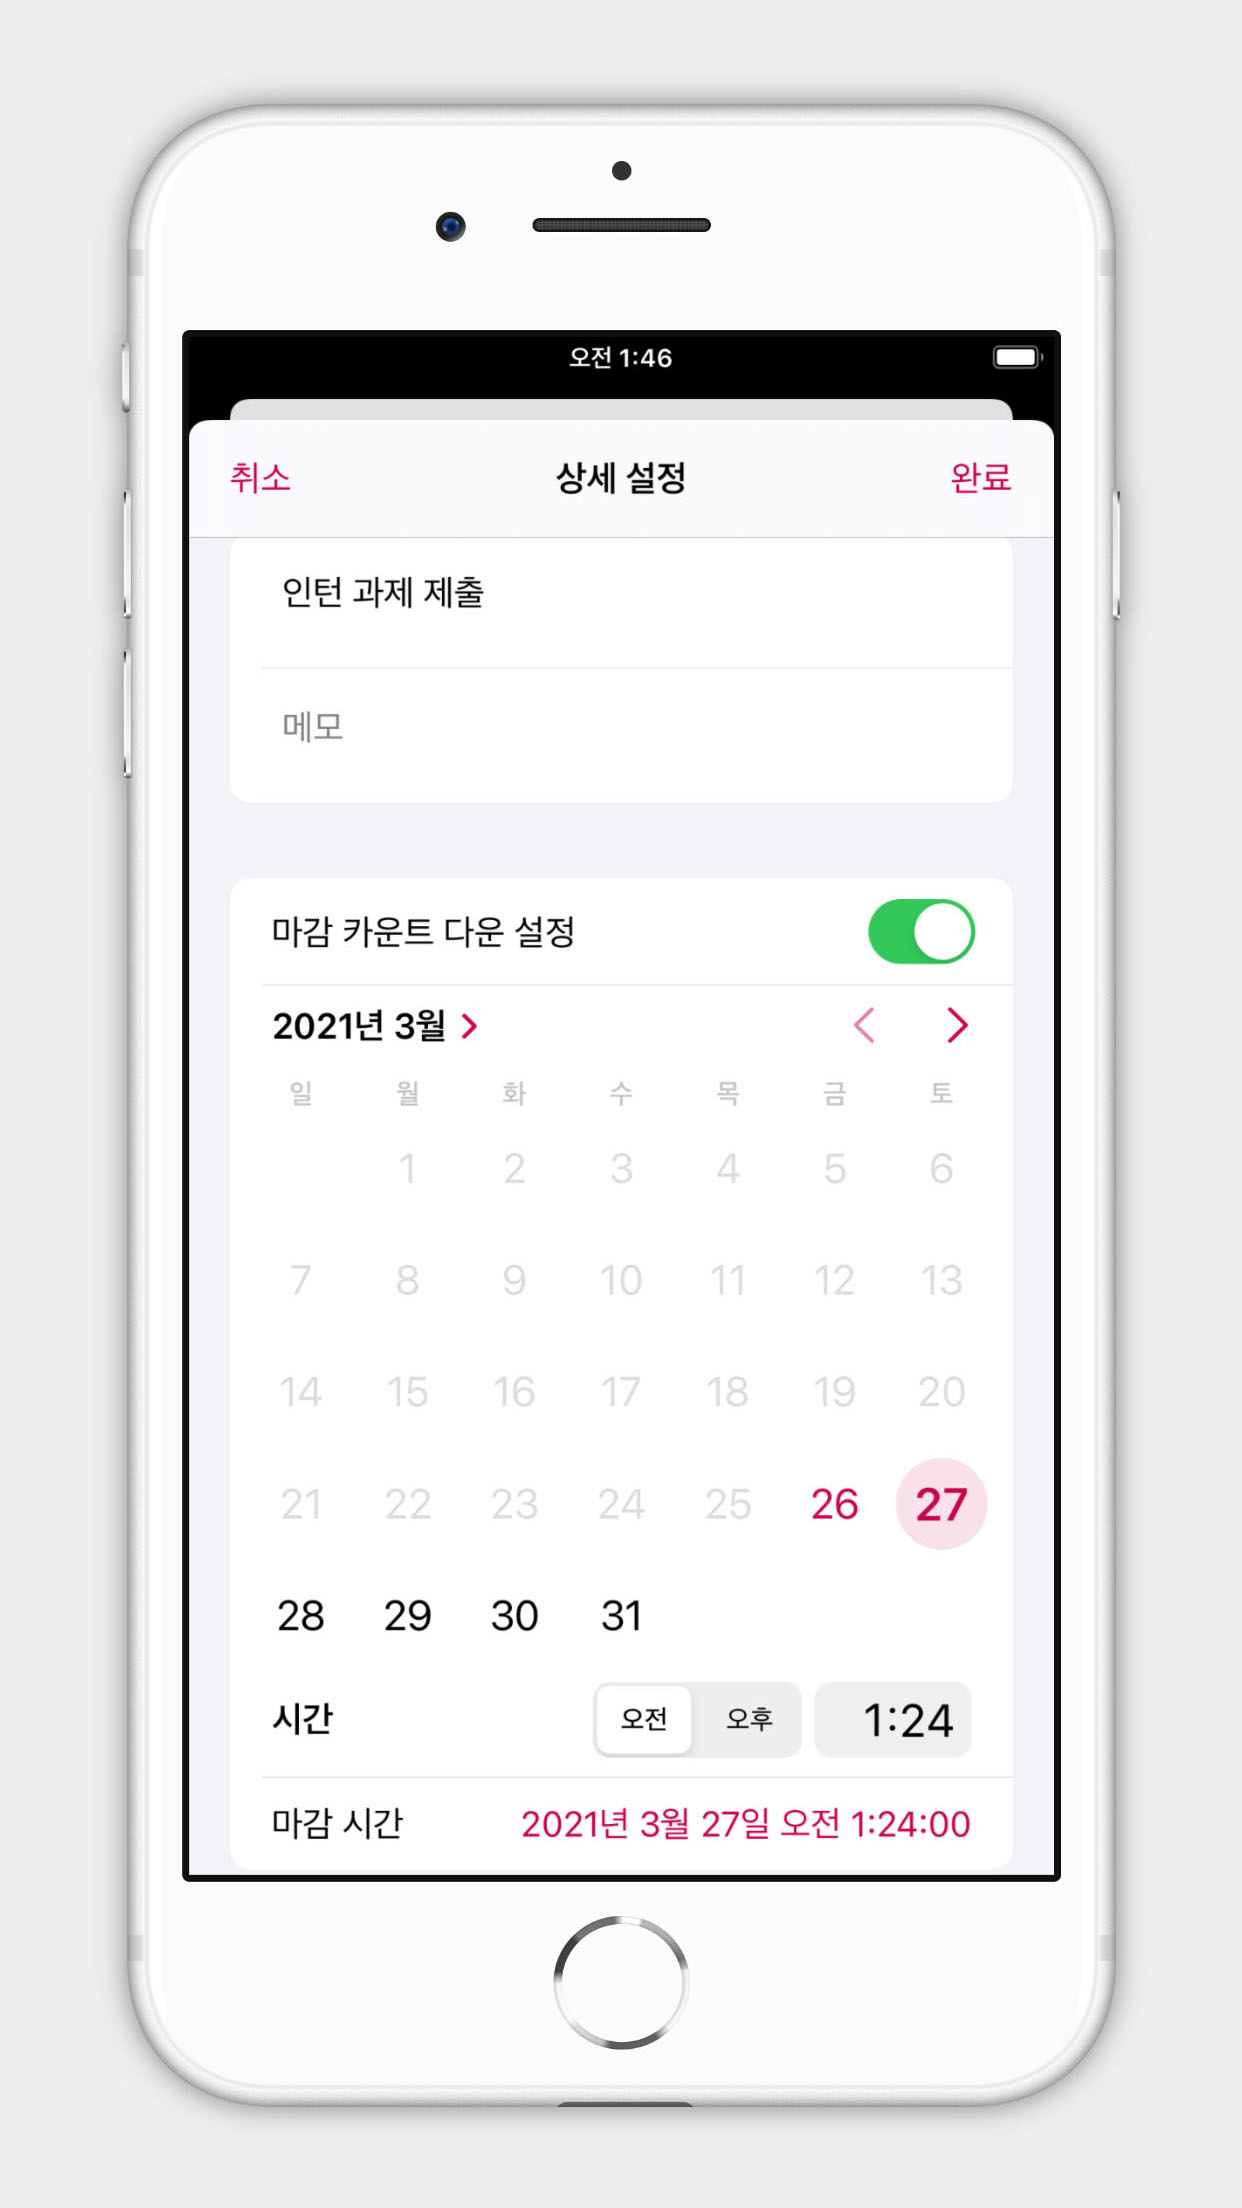 오전 1:46
취소 상세 설정 완료
인턴 과제 제출
메모
마감 카운트 다운 설정
2021년 3월
일 월 화 수 목 금 토
1 2 3 4 5 6
7 8 9 10 11 12 13
14 15 16 17 18 19 20
21 22 23 24 25 26 27
28 29 30 31
시간 오전 오후 1:24
마감 시간 2021년 3월 27일 오전 1:24:00